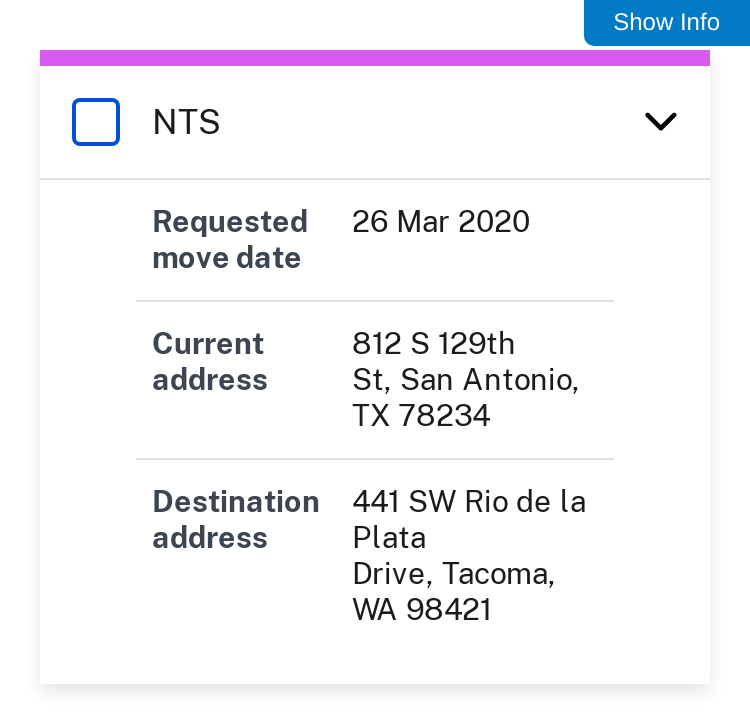 Show Info
NTS
Requested
move date
26 Mar 2020
Current
address
812 S 129th
St, San Antonio,
TX 78234
Destination
address
441 SW Rio de la
Plata
Drive, Tacoma,
WA 98421